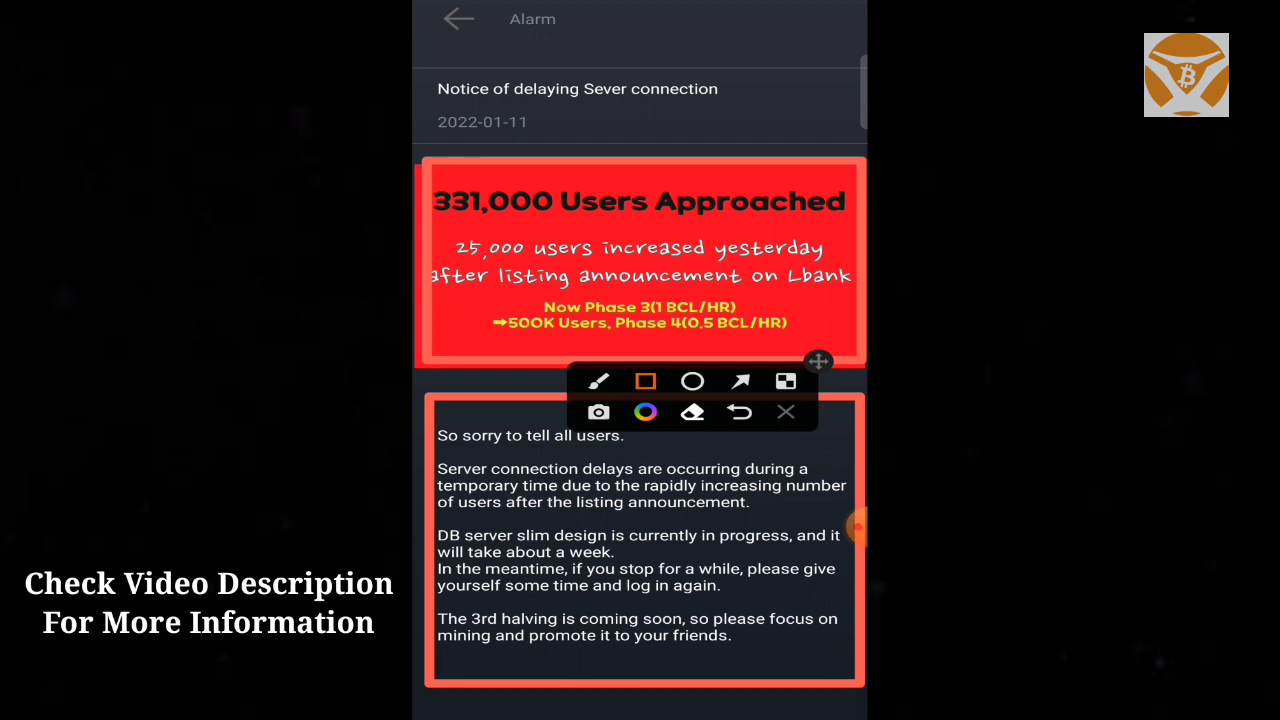 Alarm
Notice of delaying Sever connection
2022-01-11
331,000 Users Approached
25,000 users increased yesterday
after listing announcement on Lbank
Now Phase 3(1 BCL/HR)
➡500K Users, Phase 4(0,5 BCL/HR)
So sorry to tell all users.
Server connection delays are occurring during a
temporary time due to the rapidly increasing number
of users after the listing announcement.
DB server slim design is currently in progress, and it
will take about a week.
In the meantime, if you stop for a while, please give
yourself some time and log in again.
The 3rd halving is coming soon, so please focus on
mining and promote it to your friends.
Check Video Description
For More Information